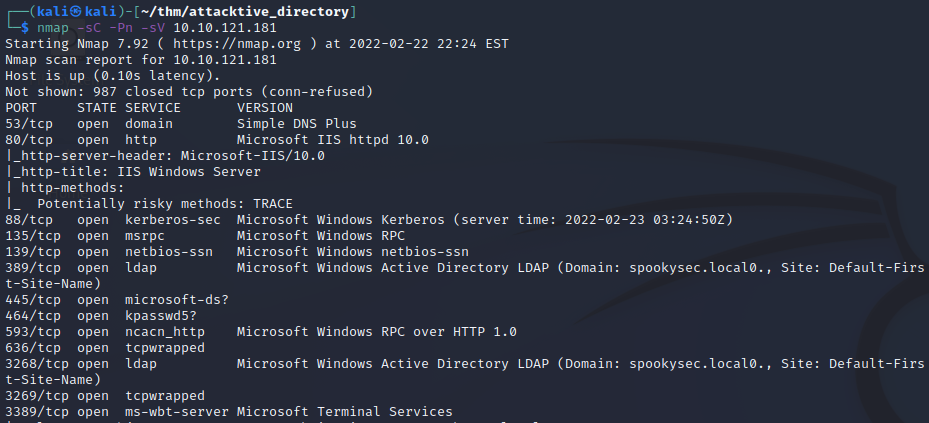 ┌──(kali㉿kali)-[~/thm/attacktive_directory]
└─$ nmap -sC -Pn -sV 10.10.121.181
Starting Nmap 7.92 ( https://nmap.org ) at 2022-02-22 22:24 EST
Nmap scan report for 10.10.121.181
Host is up (0.10s latency).
Not shown: 987 closed tcp ports (conn-refused)
PORT     STATE SERVICE       VERSION
53/tcp   open  domain        Simple DNS Plus
80/tcp   open  http          Microsoft IIS httpd 10.0
|_http-server-header: Microsoft-IIS/10.0
|_http-title: IIS Windows Server
| http-methods:
|_  Potentially risky methods: TRACE
88/tcp   open  kerberos-sec  Microsoft Windows Kerberos (server time: 2022-02-23 03:24:50Z)
135/tcp  open  msrpc         Microsoft Windows RPC
139/tcp  open  netbios-ssn   Microsoft Windows netbios-ssn
389/tcp  open  ldap          Microsoft Windows Active Directory LDAP (Domain: spookysec.local0., Site: Default-Firs
t-Site-Name)
445/tcp  open  microsoft-ds?
464/tcp  open  kpasswd5?
593/tcp  open  ncacn_http    Microsoft Windows RPC over HTTP 1.0
636/tcp  open  tcpwrapped
3268/tcp open  ldap          Microsoft Windows Active Directory LDAP (Domain: spookysec.local0., Site: Default-Firs
t-Site-Name)
3269/tcp open  tcpwrapped
3389/tcp open  ms-wbt-server Microsoft Terminal Services